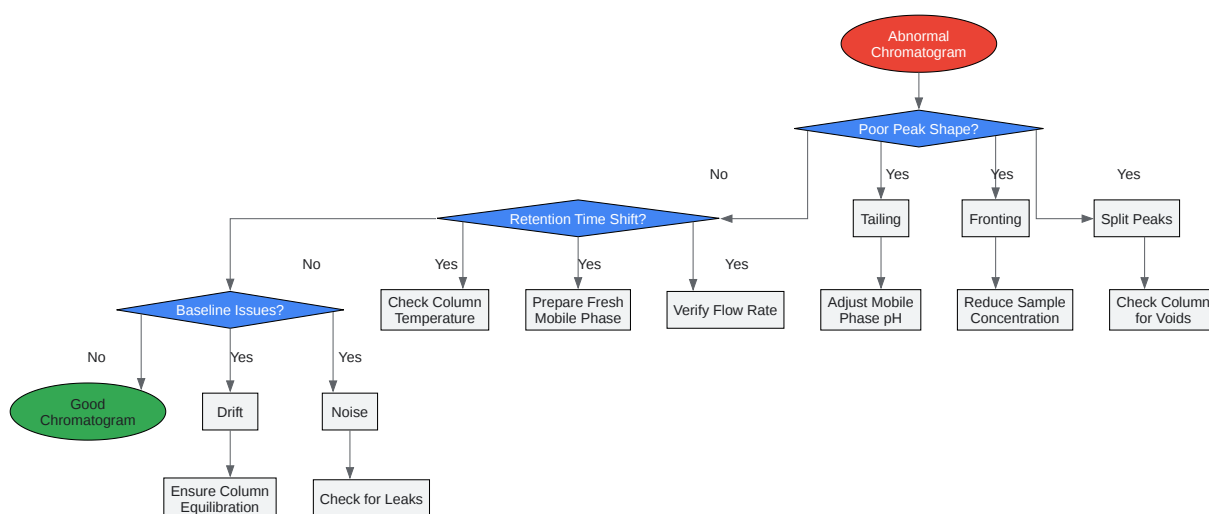 Abnormal
Chromatogram
Poor Peak Shape?
No
Yes
Yes
Yes
Retention Time Shift?
Tailing
Fronting
Split Peaks
No
Yes
Yes
Yes
Baseline Issues?
Check Column
Temperature
Prepare Fresh
Mobile Phase
Verify Flow Rate
Adjust Mobile
Phase pH
Reduce Sample
Concentration
Check Column
for Voids
No
Yes
Yes
Good
Chromatogram
Drift
Noise
Ensure Column
Equilibration
Check for Leaks